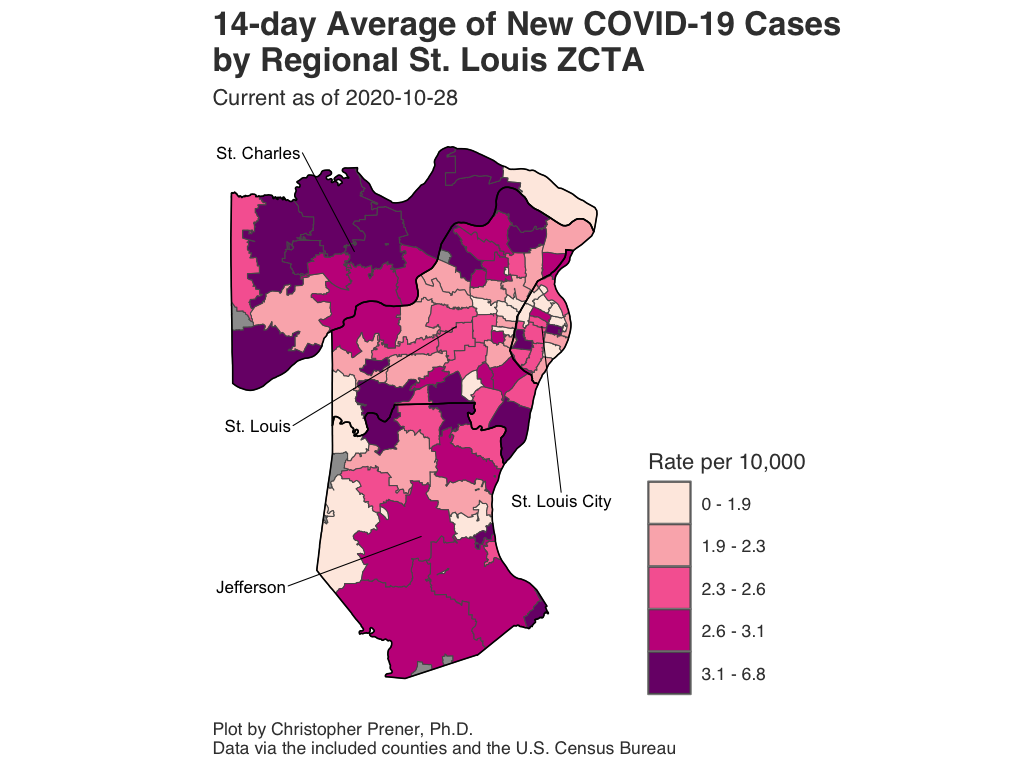 14-day Average of New COVID-19 Cases
by Regional St. Louis ZCTA
Current as of 2020-10-28
St. Charles
St. Louis
St. Louis City
Jefferson
Rate per 10,000
0 - 1.9
1.9 - 2.3
2.3 - 2.6
2.6 - 3.1
3.1 - 6.8
Plot by Christopher Prener, Ph.D.
Data via the included counties and the U.S. Census Bureau